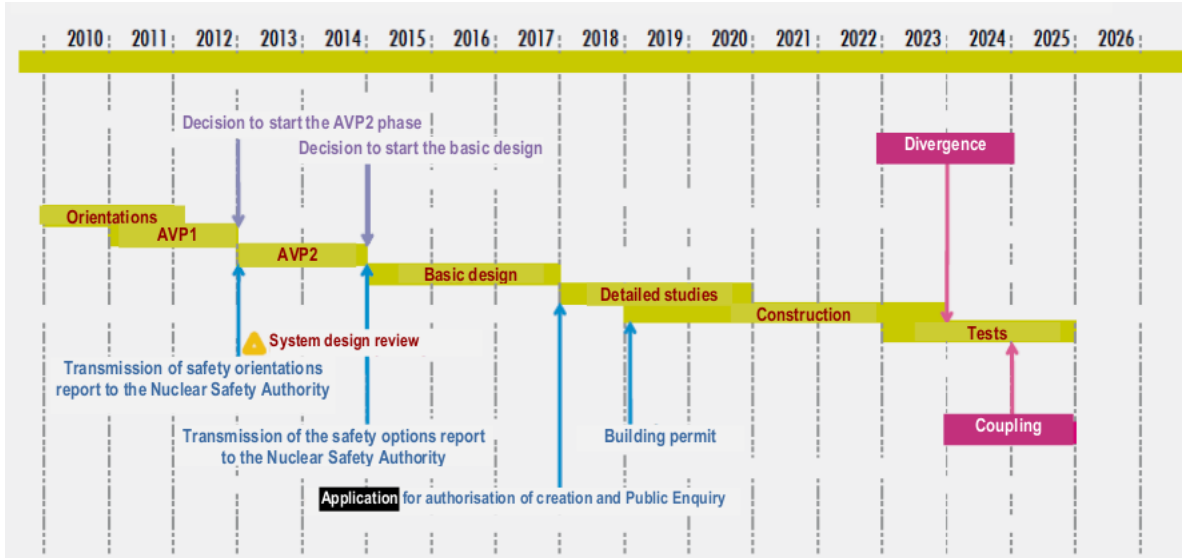 2010 2011 2012 2013 2014 2015 2016 2017 2018 2019 2020 2021 2022 2023 2024 2025 2026
Decision to start the AVP2 phase
Decision to start the basic design
Divergence
Orientations
AVP1
AVP2
Basic design
Detailed studies
Construction
Tests
System design review
Transmission of safety orientations
report to the Nuclear Safety Authority
Transmission of the safety options report
to the Nuclear Safety Authority
Building permit
Coupling
Application for authorisation of creation and Public Enquiry